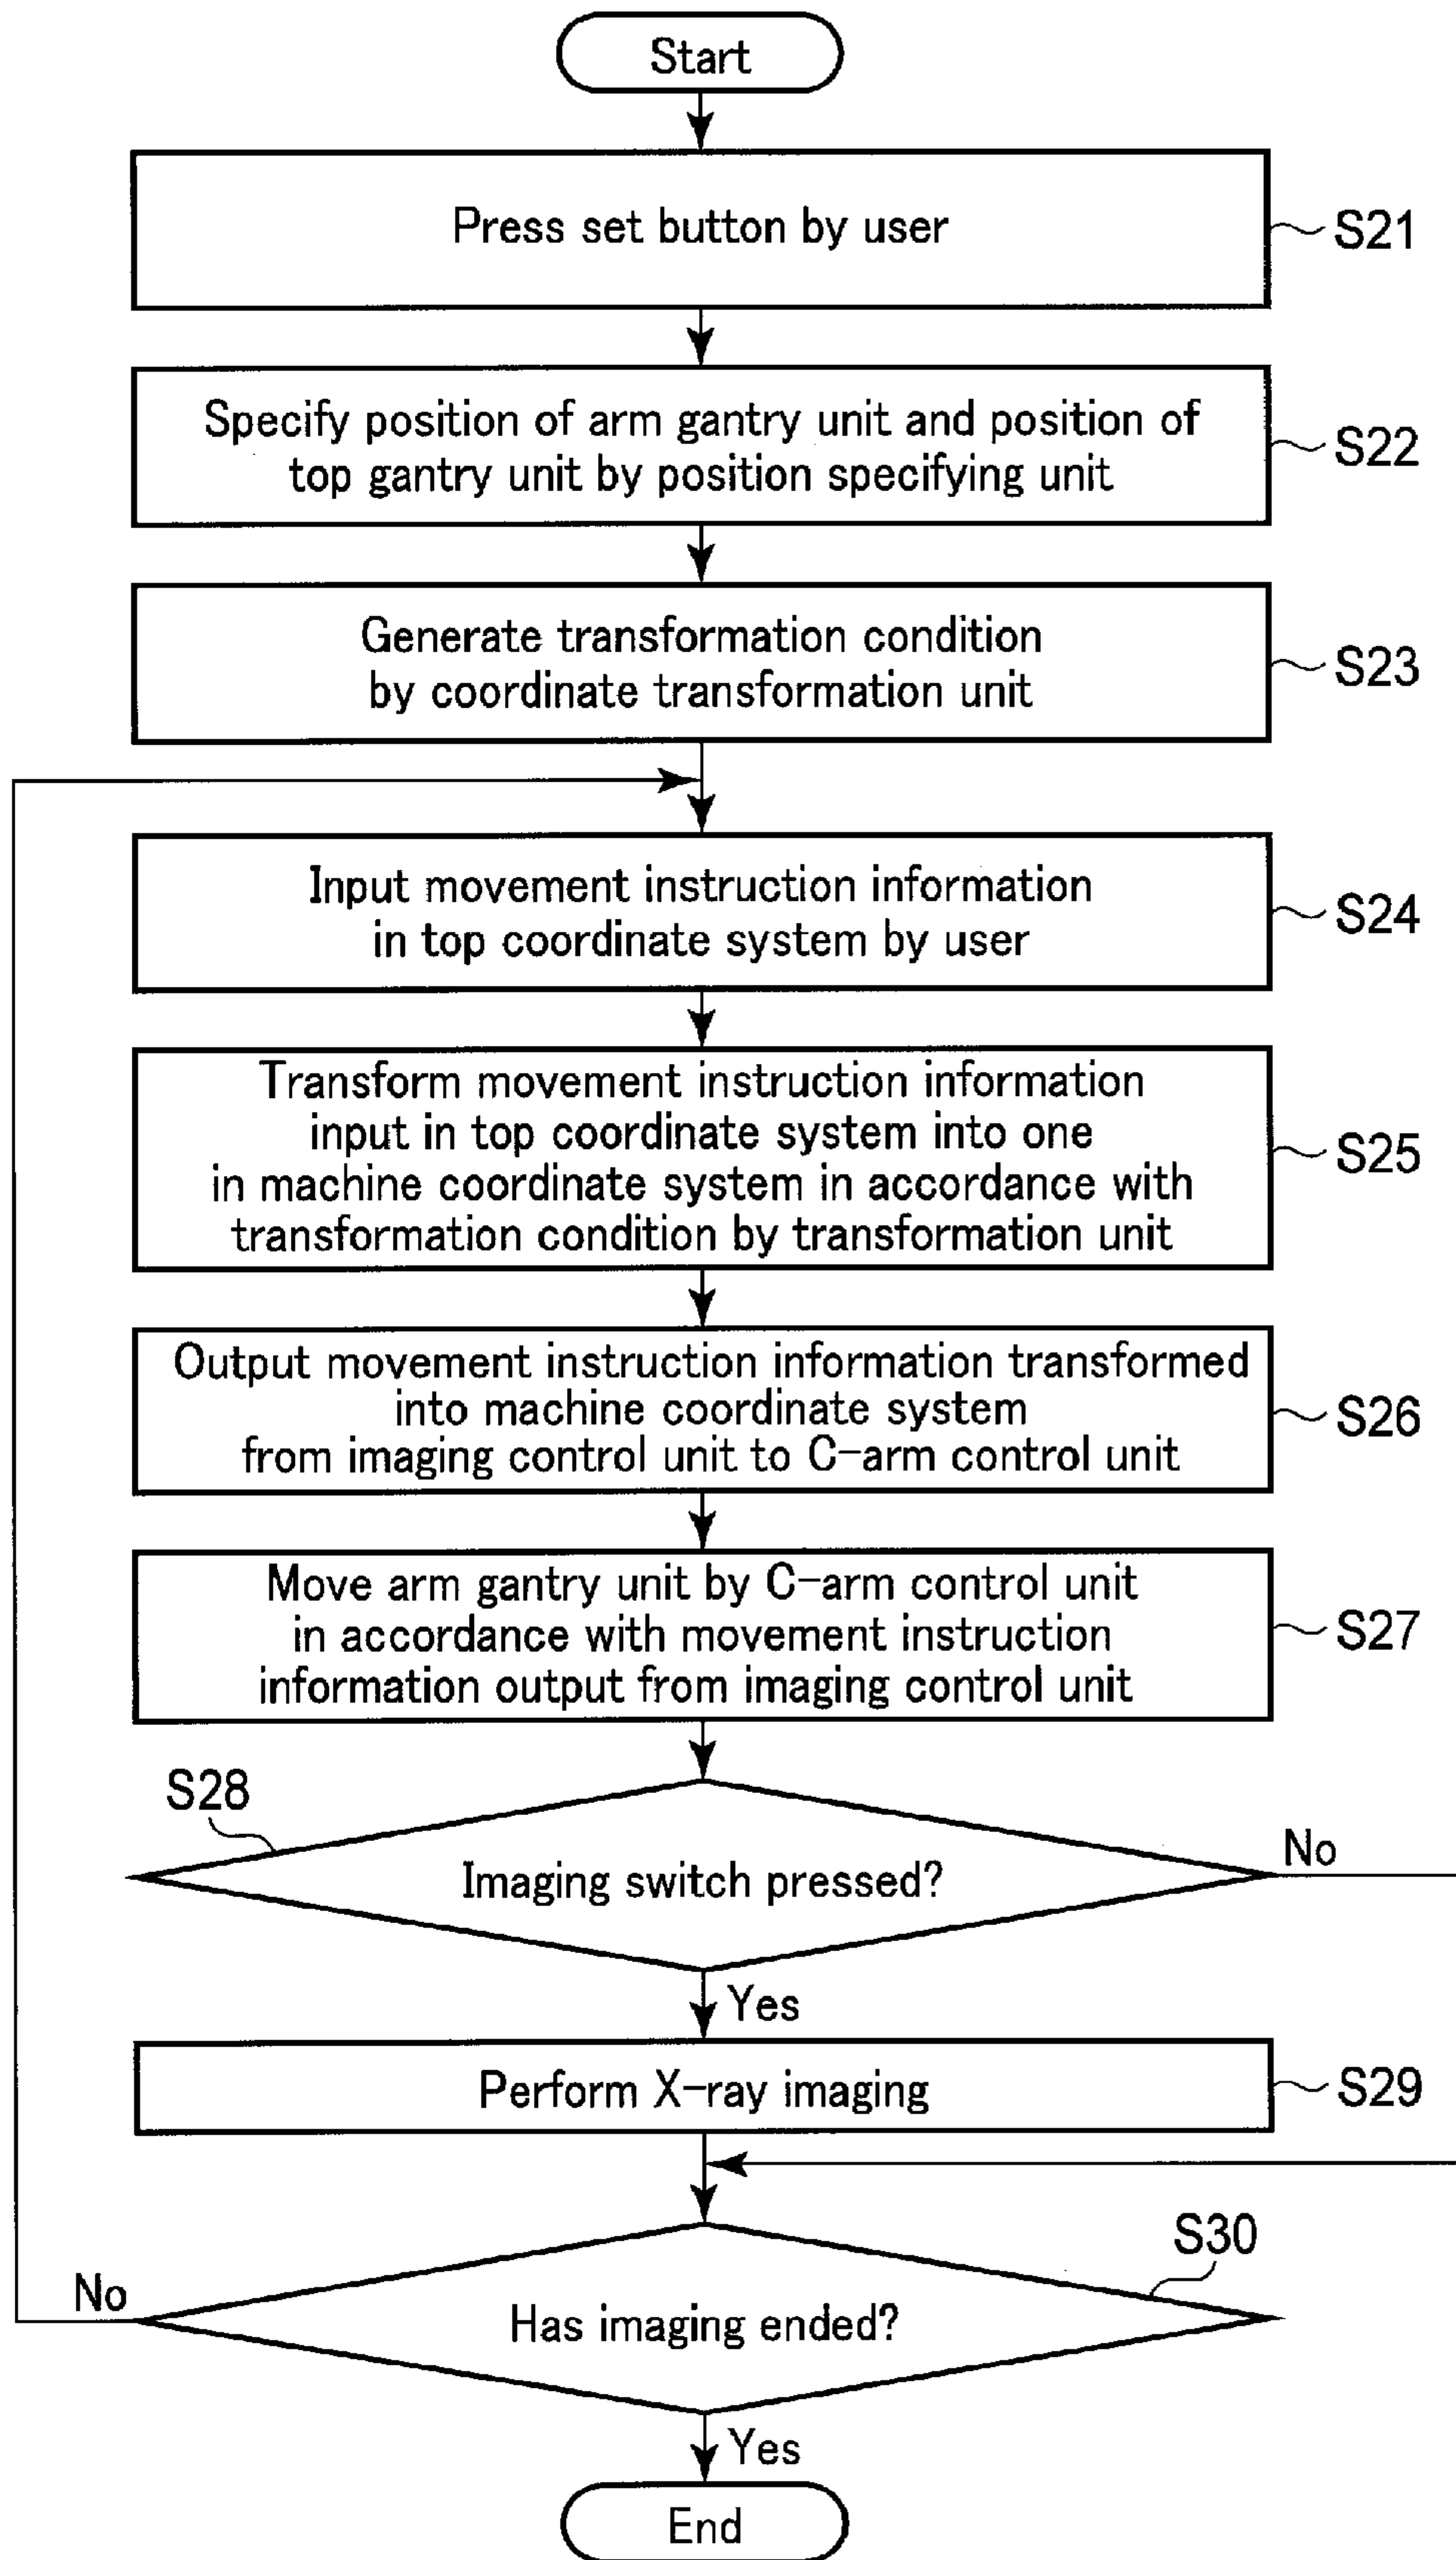 Start
Press set button by user
S21
Specify position of arm gantry unit and position of
top gantry unit by position specifying unit
S22
Generate transformation condition
by coordinate transformation unit
S23
Input movement instruction information
in top coordinate system by user
S24
Transform movement instruction information
input in top coordinate system into one
in machine coordinate system in accordance with
transformation condition by transformation unit
S25
Output movement instruction information transformed
into machine coordinate system
from imaging control unit to C-arm control unit
S26
Move arm gantry unit by C-arm control unit
in accordance with movement instruction
information output from imaging control unit
S27
S28
Imaging switch pressed?
No
Yes
Perform X-ray imaging
S29
S30
Has imaging ended?
No
Yes
End